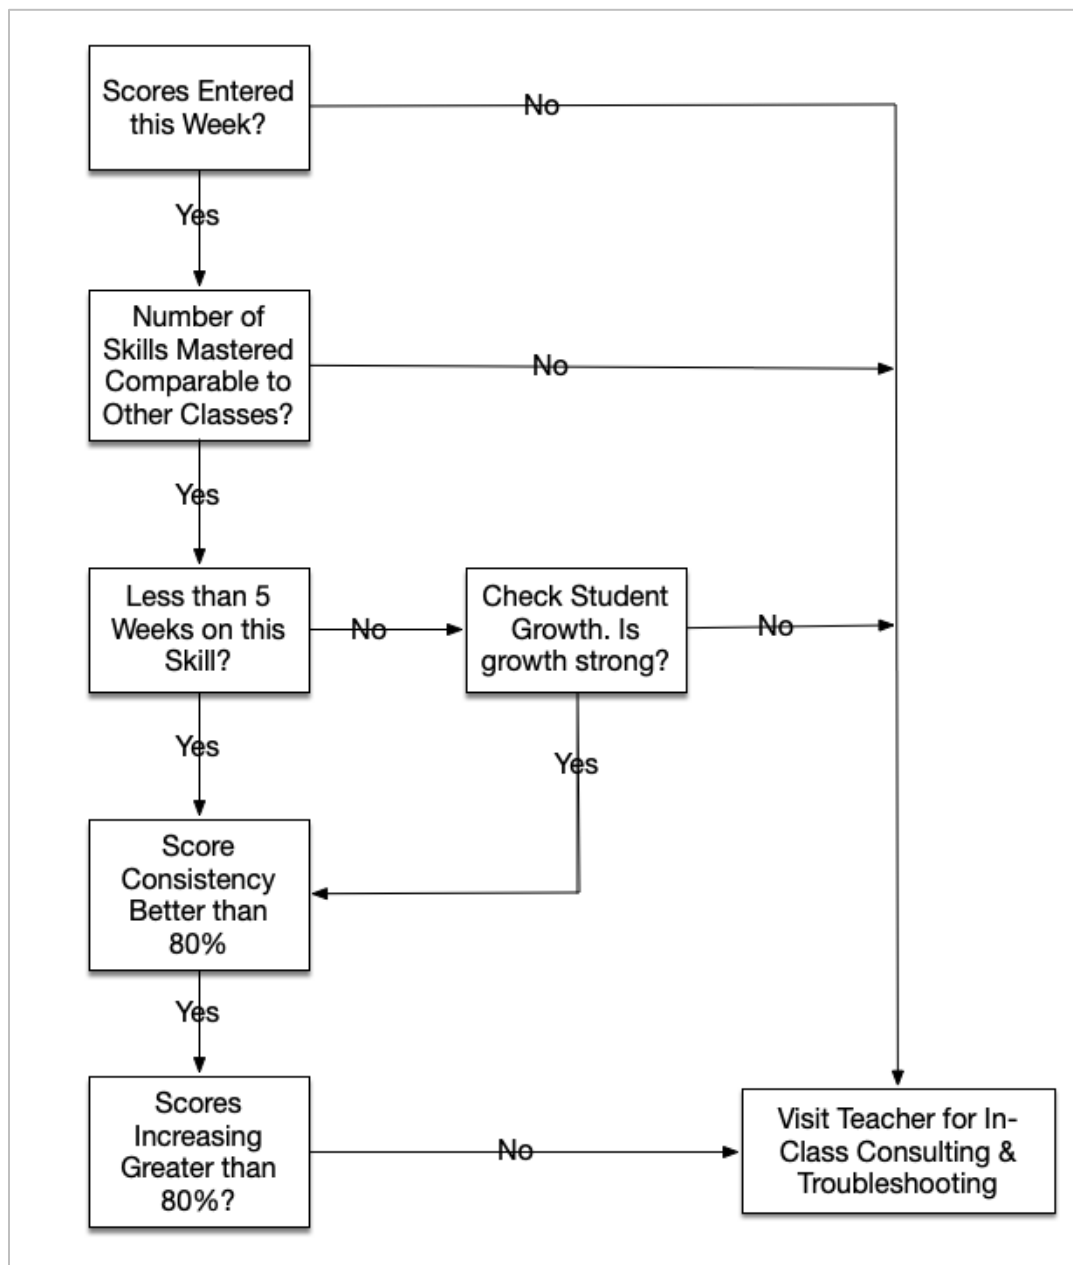 Scores Entered
this Week?
No
Yes
Number of
Skills Mastered
Comparable to
Other Classes?
No
Yes
Less than 5
Weeks on this
Skill?
No
Check Student
Growth. Is
growth strong?
No
Yes
Yes
Score
Consistency
Better than
80%
Yes
Scores
Increasing
Greater than
80%?
No
Visit Teacher for In-
Class Consulting &
Troubleshooting